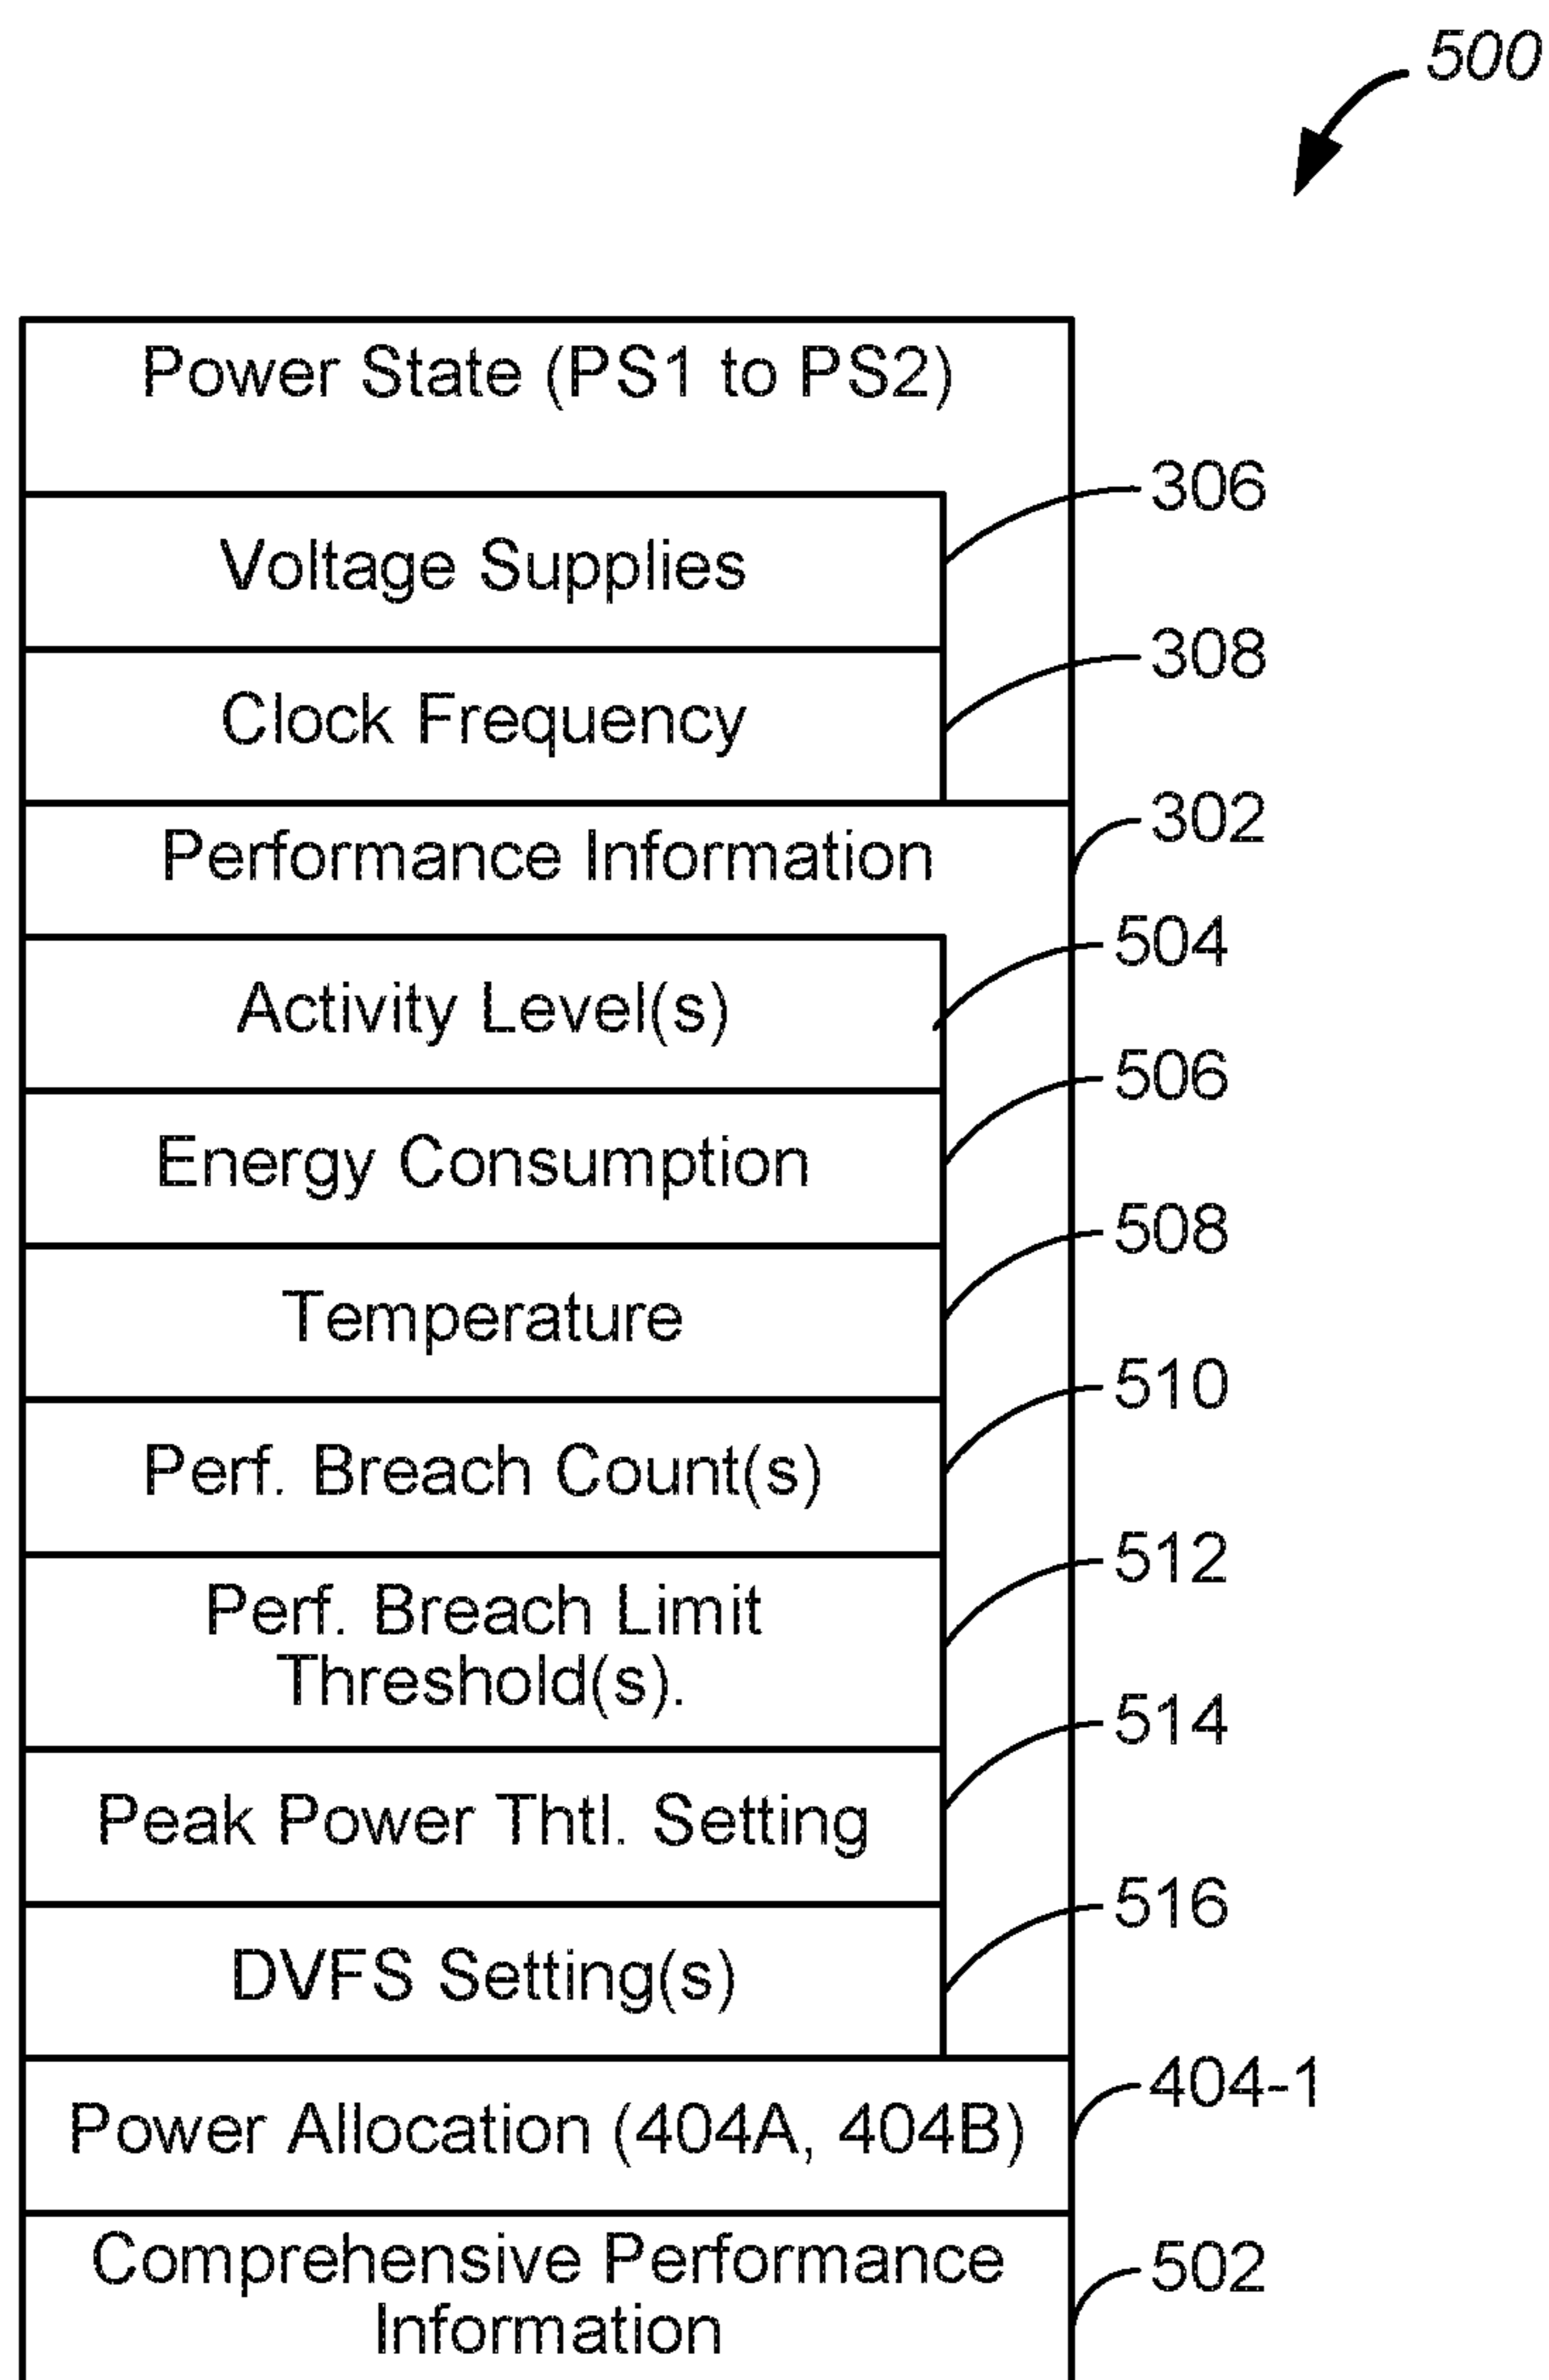 500
Power State (PS1 to PS2)
306
Voltage Supplies
308
Clock Frequency
302
Performance Information
504
Activity Level(s)
506
Energy Consumption
508
Temperature
510
Perf. Breach Count(s)
512
Perf. Breach Limit
Threshold(s).
514
Peak Power Thtl. Setting
516
DVFS Setting(s)
404-1
Power Allocation (404A, 404B)
502
Comprehensive Performance
Information